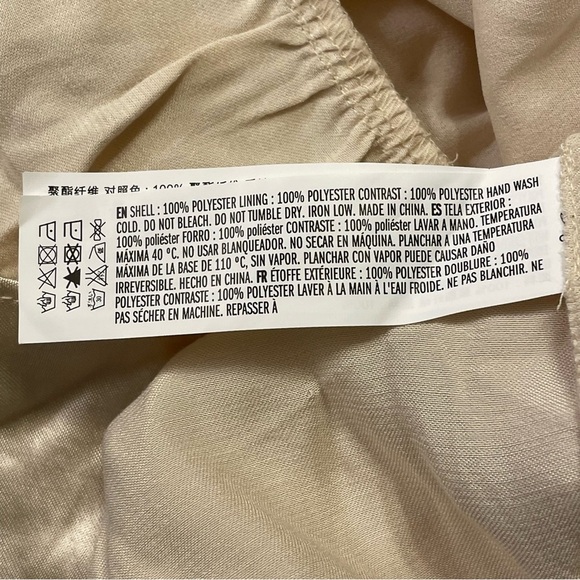 聚酯纤维 对照色：100%
EN SHELL : 100% POLYESTER LINING : 100% POLYESTER CONTRAST : 100% POLYESTER HAND WASH
COLD. DO NOT BLEACH. DO NOT TUMBLE DRY. IRON LOW. MADE IN CHINA. ES TELA EXTERIOR :
100% poliéster FORRO : 100% poliéster CONTRASTE : 100% poliéster LAVAR A MANO. TEMPERATURA
MÁXIMA 40 °C. NO USAR BLANQUEADOR. NO SECAR EN MÁQUINA. PLANCHAR A UNA TEMPERATURA
MÁXIMA DE LA BASE DE 110 °C, SIN VAPOR. PLANCHAR CON VAPOR PUEDE CAUSAR DAÑO
IRREVERSIBLE. HECHO EN CHINA. FR ÉTOFFE EXTÉRIEURE : 100% POLYESTER DOUBLURE : 100%
POLYESTER CONTRASTE : 100% POLYESTER LAVER À LA MAIN À L'EAU FROIDE. NE PAS BLANCHIR. NE
PAS SÉCHER EN MACHINE. REPASSER À